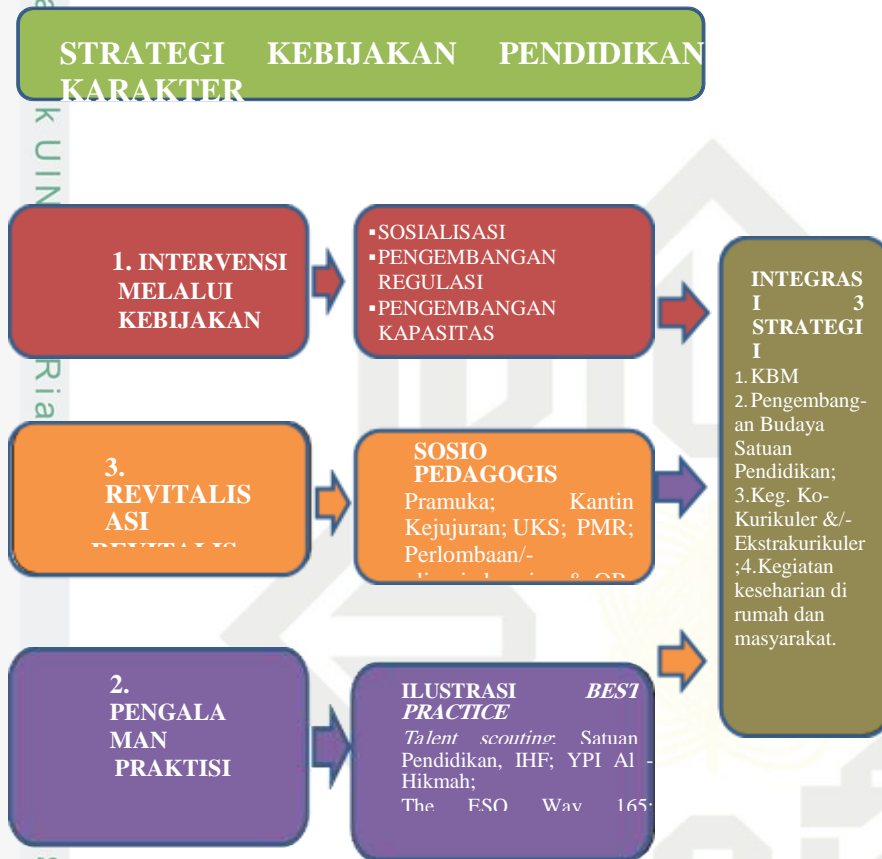 STRATEGI KEBIJAKAN PENDIDIKAN
KARAKTER
k UIN
Ria
1. INTERVENSI
MELALUI
KEBIJAKAN
▪SOSIALISASI
▪PENGEMBANGAN
REGULASI
▪PENGEMBANGAN
KAPASITAS
3.
REVITALIS
ASI
SOSIO
PEDAGOGIS
Pramuka; Kantin
Kejujuran; UKS; PMR;
Perlombaan/-
2.
PENGALA
MAN
PRAKTISI
ILUSTRASI BEST
PRACTICE
Talent scouting: Satuan
Pendidikan, IHF; YPI Al -
Hikmah;
The ESQ Way 165;
INTEGRAS
I 3
STRATEGI
I
1.KBM
2.Pengembang-
an Budaya
Satuan
Pendidikan;
3.Keg. Ko-
Kurikuler &/-
Ekstrakurikuler
;4.Kegiatan
keseharian di
rumah dan
masyarakat.